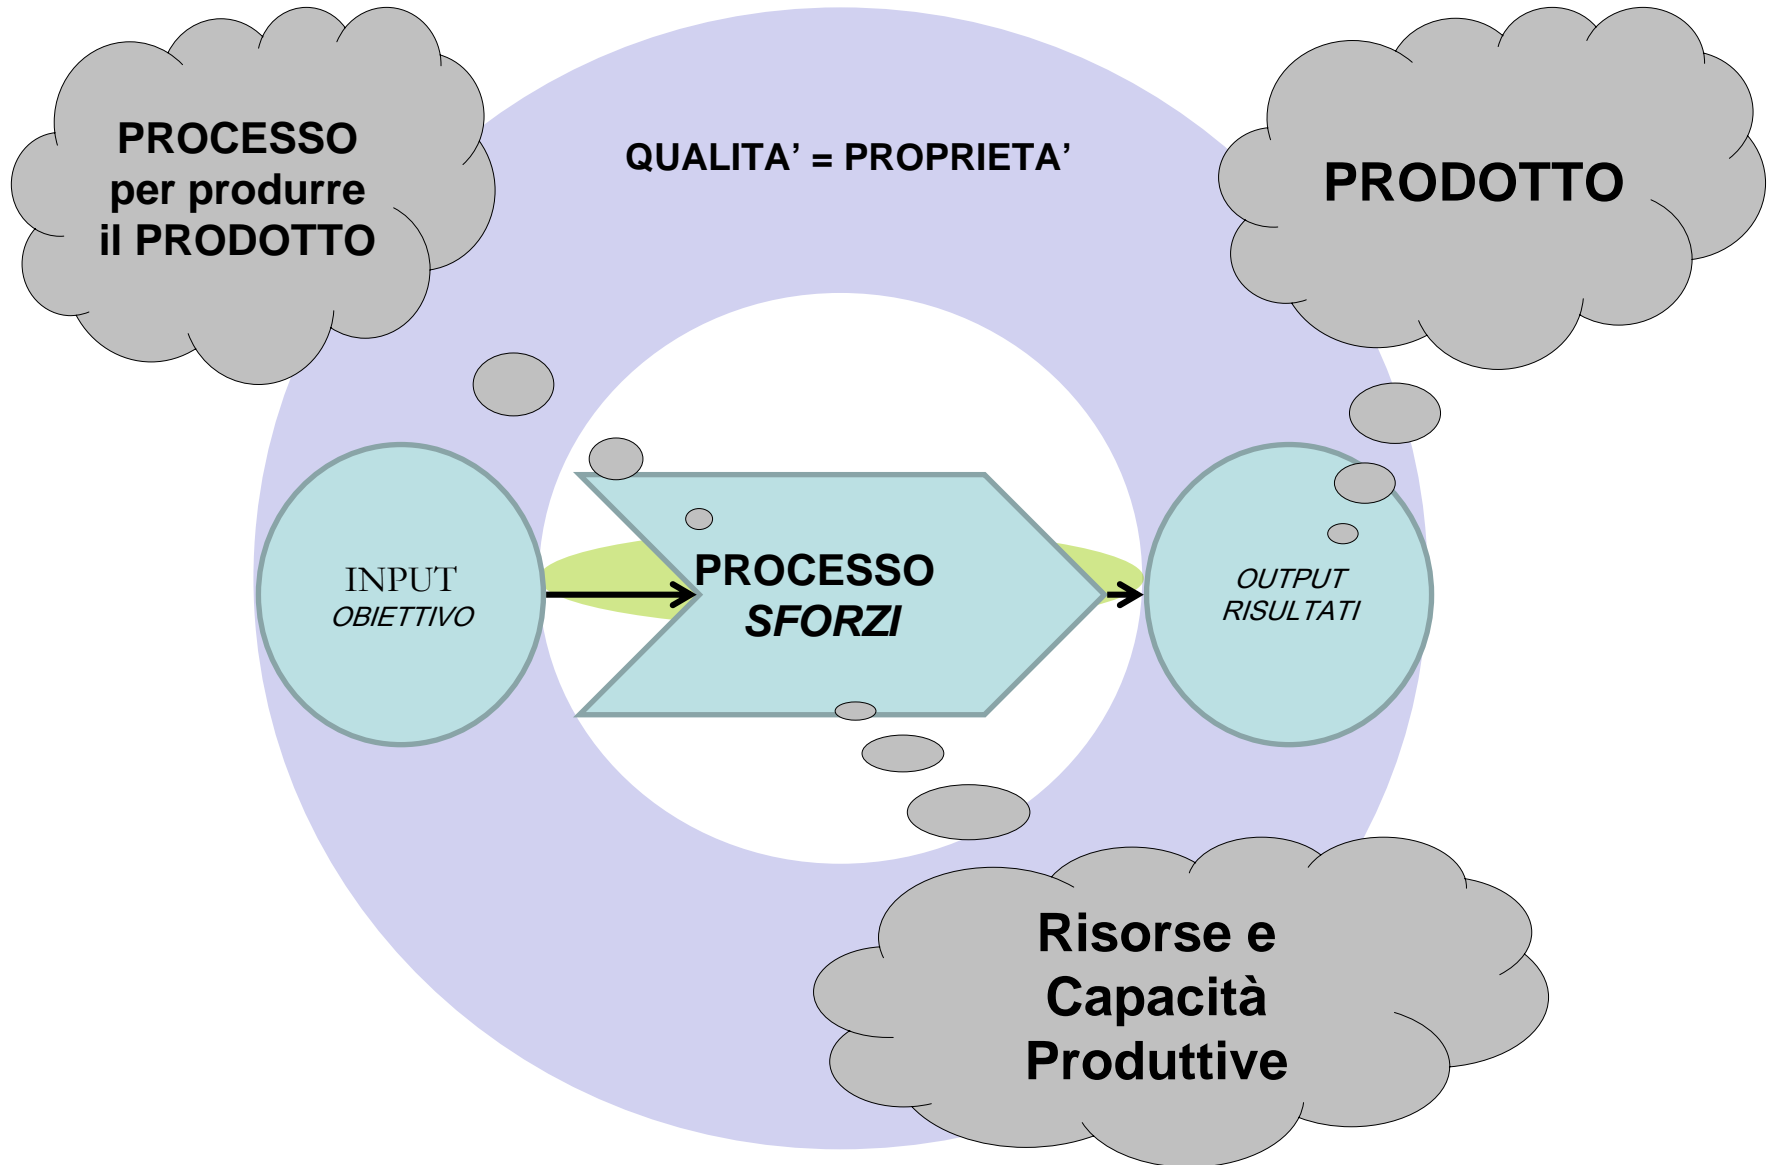 PROCESSO
per produrre
il PRODOTTO
QUALITA’ = PROPRIETA’
PRODOTTO
INPUT
OBIETTIVO
PROCESSO
SFORZI
OUTPUT
RISULTATI
Risorse e
Capacità
Produttive